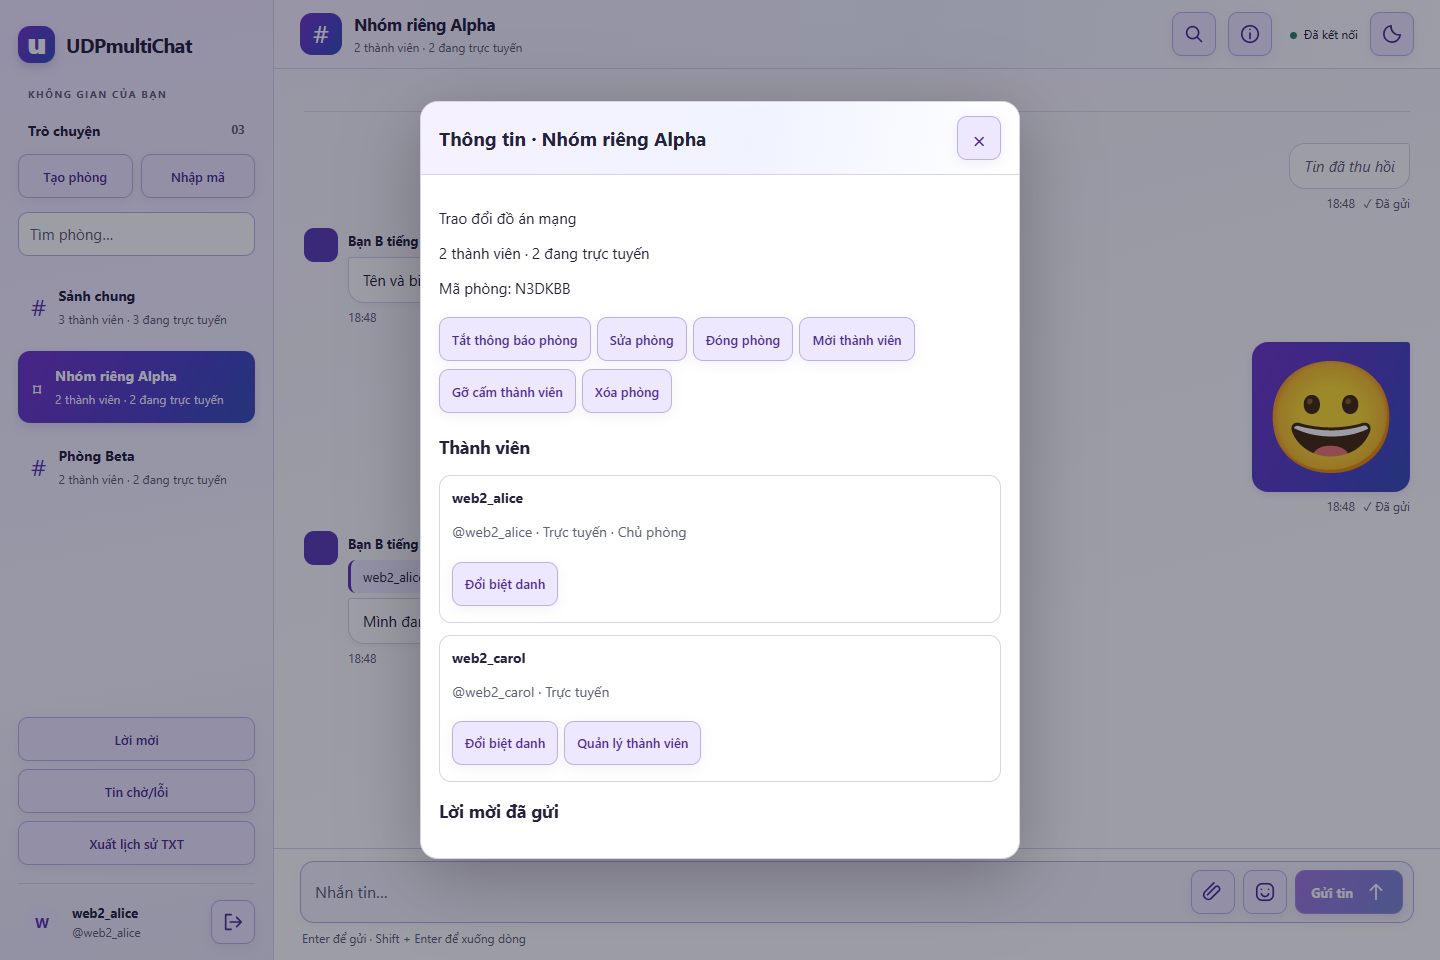 u UDPmultiChat
KHÔNG GIAN CỦA BẠN
Trò chuyện 03
Tạo phòng Nhập mã
Tìm phòng...
# Sảnh chung
3 thành viên · 3 đang trực tuyến
¤ Nhóm riêng Alpha
2 thành viên · 2 đang trực tuyến
# Phòng Beta
2 thành viên · 2 đang trực tuyến
Lời mời
Tin chờ/lỗi
Xuất lịch sử TXT
W web2_alice
@web2_alice
# Nhóm riêng Alpha
2 thành viên · 2 đang trực tuyến
Đã kết nối
Tin đã thu hồi
18:48 ✓ Đã gửi
Bạn B tiếng
Tên và
18:48
18:48 ✓ Đã gửi
Bạn B tiếng
Mình
18:48
Thông tin · Nhóm riêng Alpha
×
Trao đổi đồ án mạng
2 thành viên · 2 đang trực tuyến
Mã phòng: N3DKBB
Tắt thông báo phòng Sửa phòng Đóng phòng Mời thành viên
Gỡ cấm thành viên Xóa phòng
Thành viên
web2_alice
@web2_alice · Trực tuyến · Chủ phòng
Đổi biệt danh
web2_carol
@web2_carol · Trực tuyến
Đổi biệt danh Quản lý thành viên
Lời mời đã gửi
Nhắn tin...
Gửi tin
Enter để gửi · Shift + Enter để xuống dòng